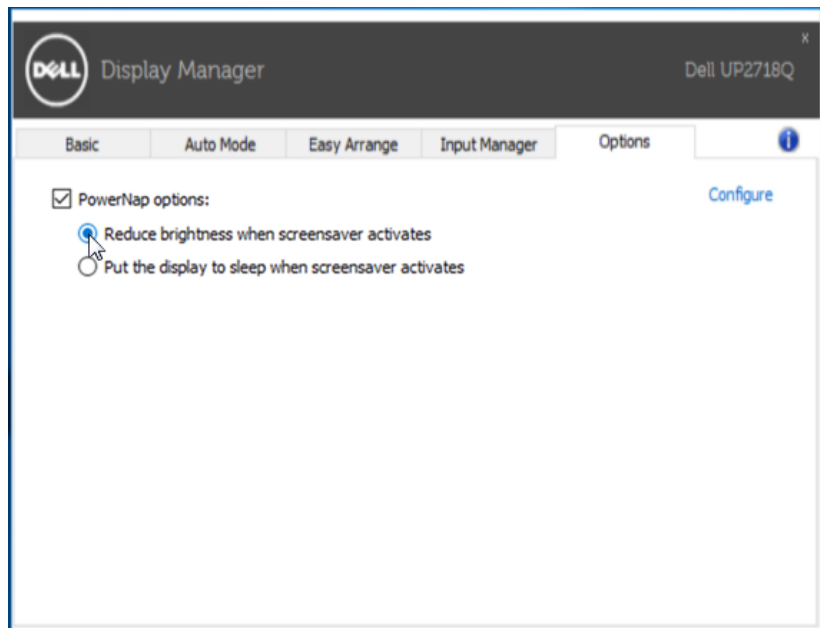 x
DELL Display Manager Dell UP2718Q
Basic Auto Mode Easy Arrange Input Manager Options i
PowerNap options: Configure
Reduce brightness when screensaver activates
Put the display to sleep when screensaver activates